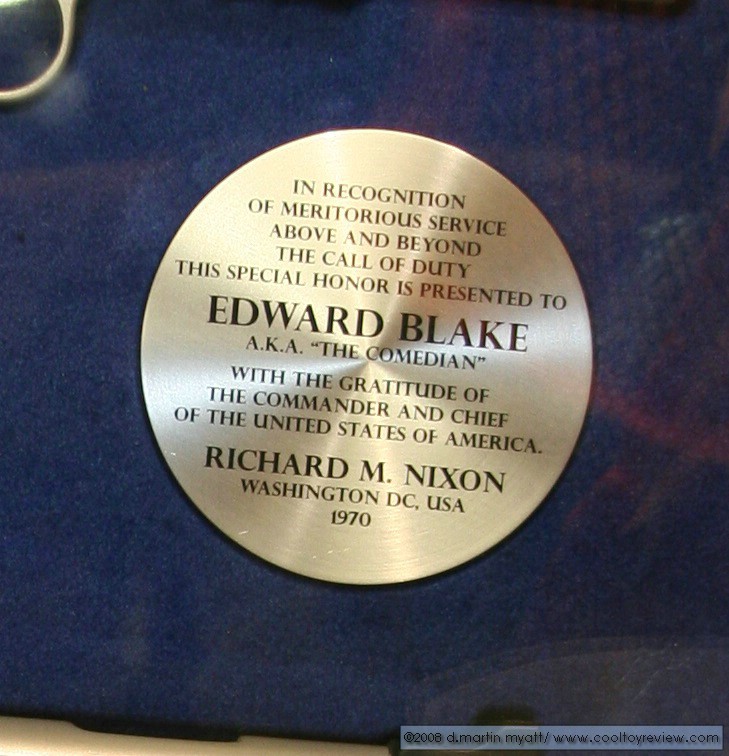 IN RECOGNITION
OF MERITORIOUS SERVICE
ABOVE AND BEYOND
THE CALL OF DUTY
THIS SPECIAL HONOR IS PRESENTED TO
EDWARD BLAKE
A.K.A. "THE COMEDIAN"
WITH THE GRATITUDE OF
THE COMMANDER AND CHIEF
OF THE UNITED STATES OF AMERICA.
RICHARD M. NIXON
WASHINGTON DC, USA
1970
©2008 d.martin myatt/ www.cooltoyreview.com